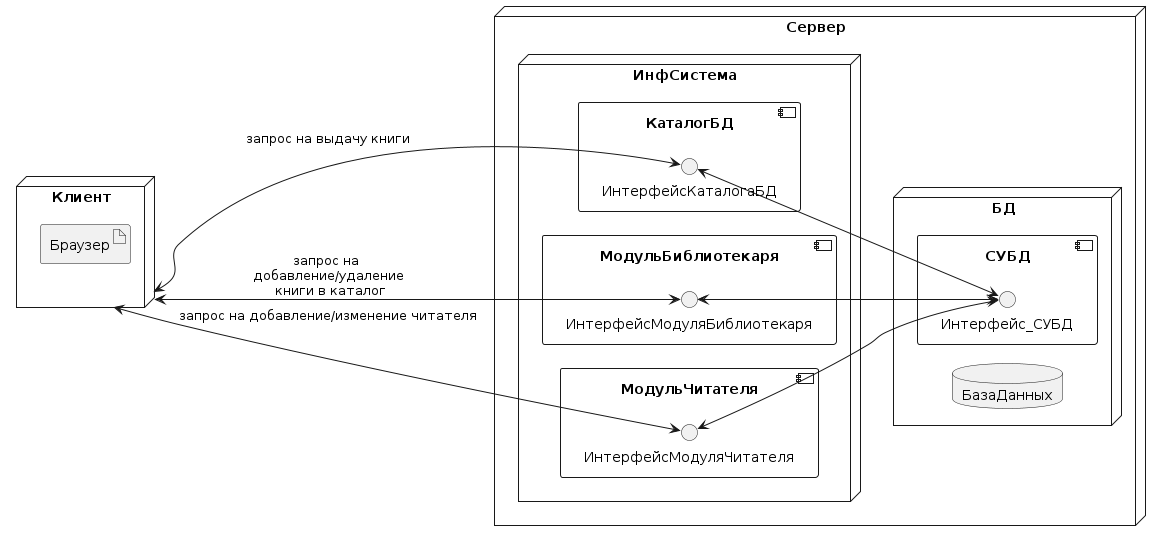 Сервер
ИнфСистема
КаталогБД
ИнтерфейсКаталогаБД
МодульБиблиотекаря
ИнтерфейсМодуляБиблиотекаря
МодульЧитателя
ИнтерфейсМодуляЧитателя
БД
СУБД
Интерфейс_СУБД
БазаДанных
Клиент
Браузер
запрос на выдачу книги
запрос на
добавление/удаление
книги в каталог
запрос на добавление/изменение читателя